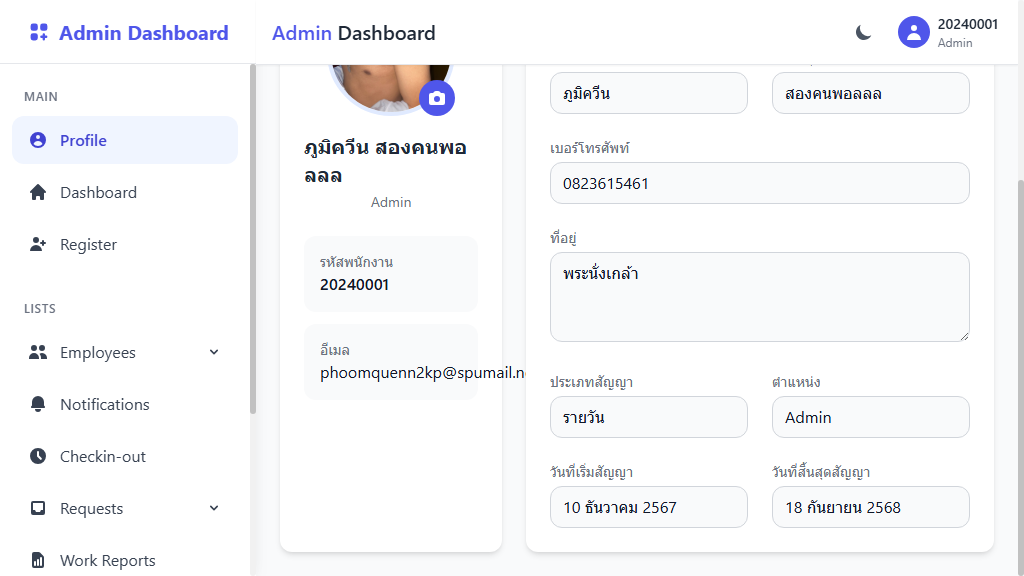 Admin Dashboard
Admin Dashboard
20240001
Admin
MAIN
Profile
Dashboard
Register
LISTS
Employees
Notifications
Checkin-out
Requests
Work Reports
ภูมิควีน สองคนพอ
ลลล
Admin
รหัสพนักงาน
20240001
อีเมล
phoomquenn2kp@spumail.n
ภูมิควีน
สองคนพอลลล
เบอร์โทรศัพท์
0823615461
ที่อยู่
พระนั่งเกล้า
ประเภทสัญญา
ตำแหน่ง
รายวัน
Admin
วันที่เริ่มสัญญา
วันที่สิ้นสุดสัญญา
10 ธันวาคม 2567
18 กันยายน 2568